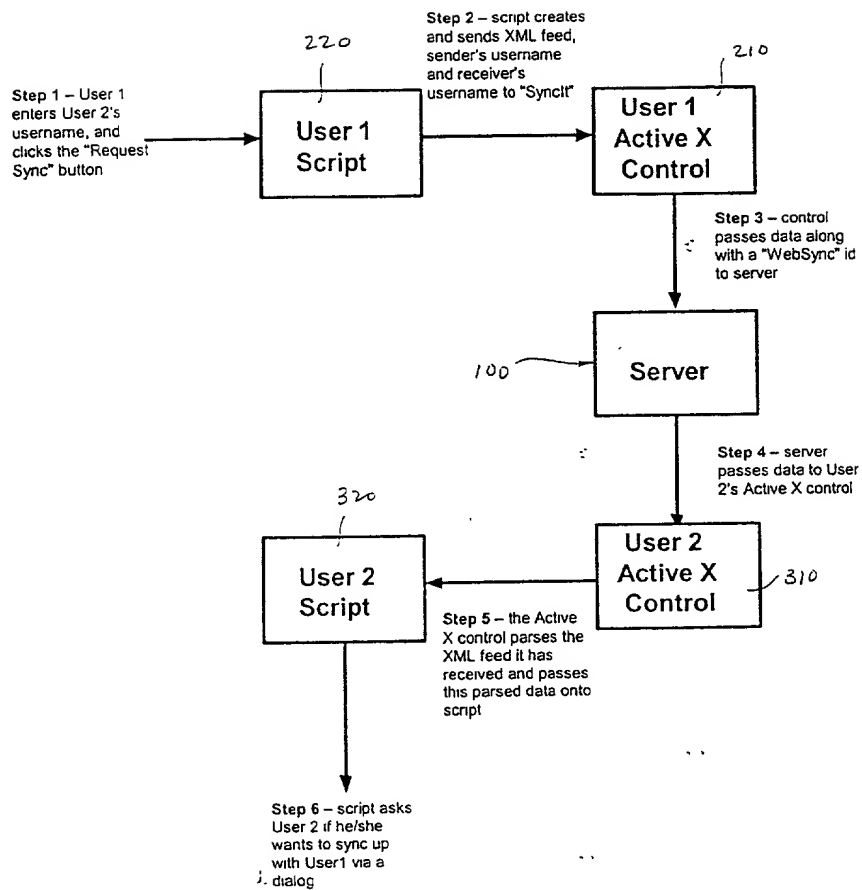 Step 1 – User 1
enters User 2's
username, and
clicks the "Request
Sync" button
220
User 1
Script
Step 2 – script creates
and sends XML feed,
sender's username
and receiver's
username to "SyncIt"
210
User 1
Active X
Control
Step 3 – control
passes data along
with a "WebSync" id
to server
100
Server
Step 4 – server
passes data to User
2's Active X control
User 2
Active X
Control
310
Step 5 – the Active
X control parses the
XML feed it has
received and passes
this parsed data onto
script
320
User 2
Script
Step 6 – script asks
User 2 if he/she
wants to sync up
with User1 via a
dialog